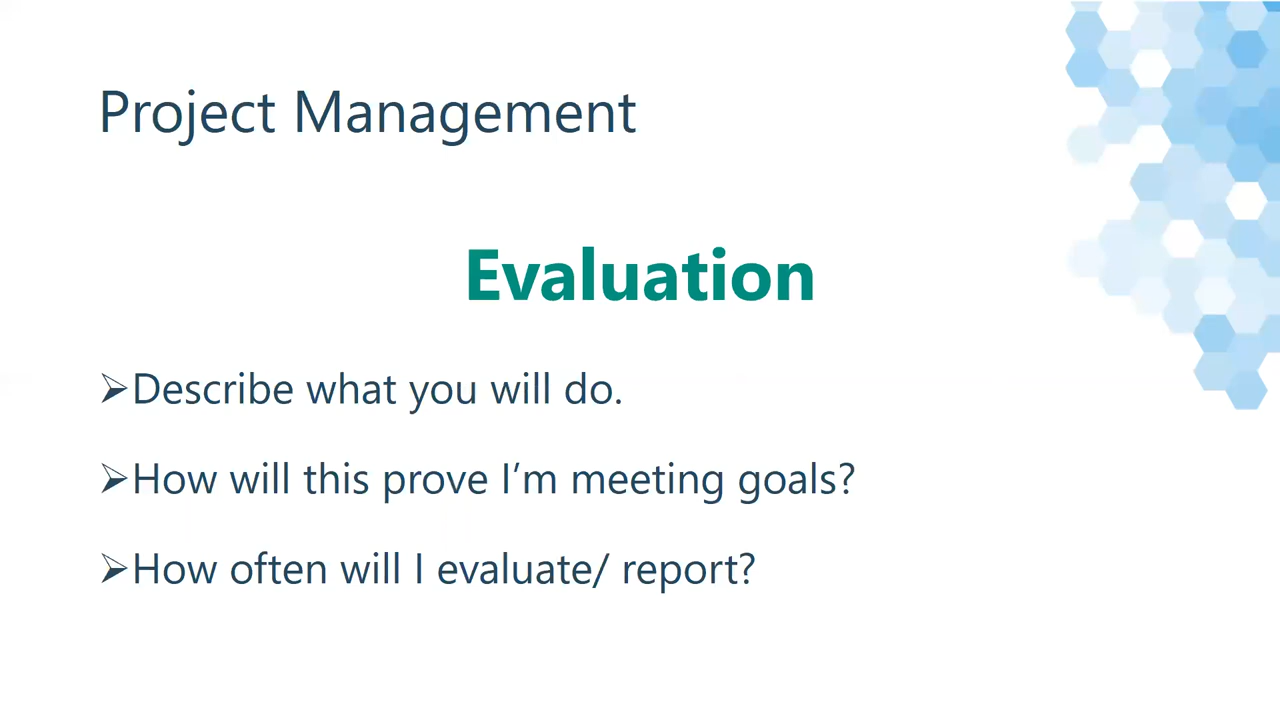 Project Management
Evaluation
➢Describe what you will do.
➢How will this prove I’m meeting goals?
➢How often will I evaluate/ report?